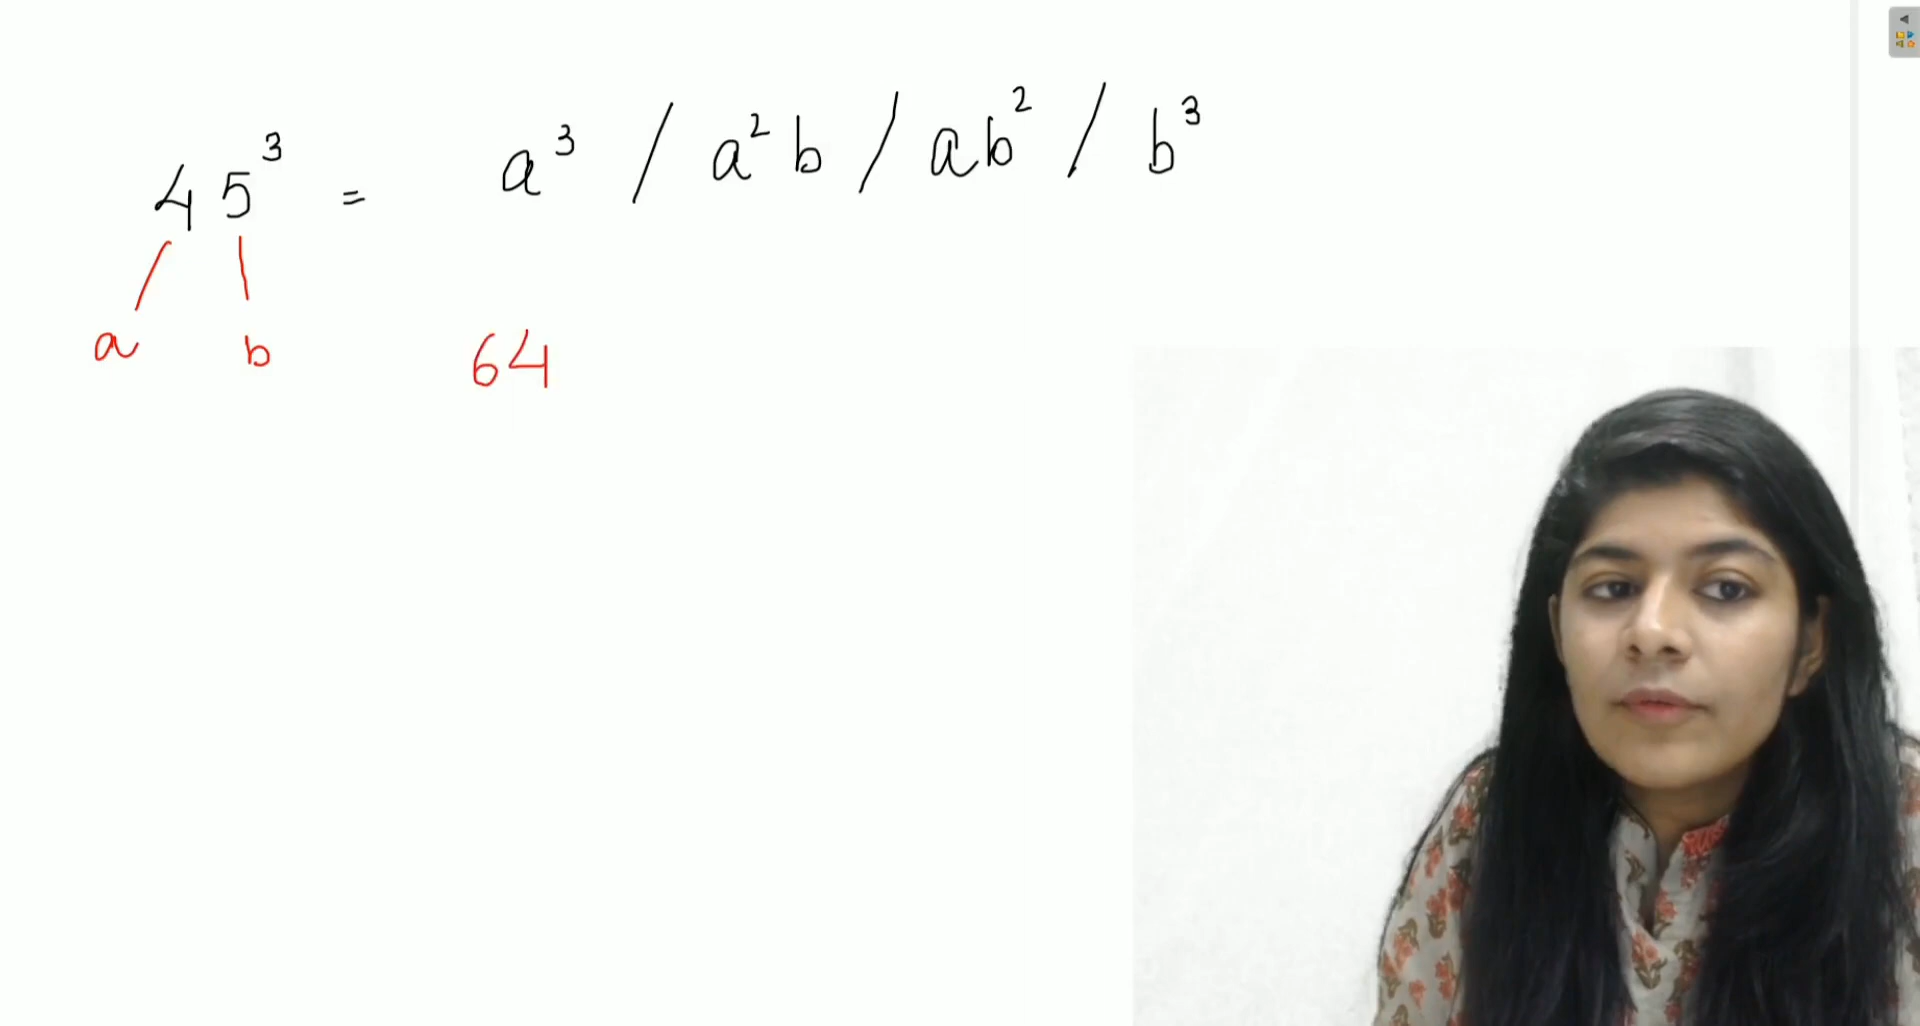 45³ = a³ / a²b / ab² / b³
a b 64